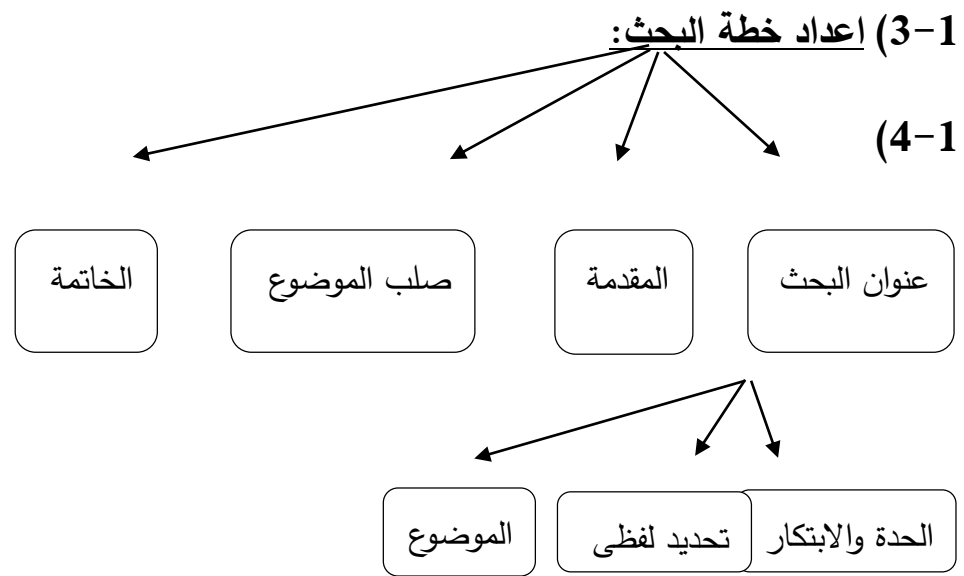 3-1) اعداد خطة البحث:
4-1)
عنوان البحث
المقدمة
صلب الموضوع
الخاتمة
الحدة والابتكار
تحديد لفظى
الموضوع